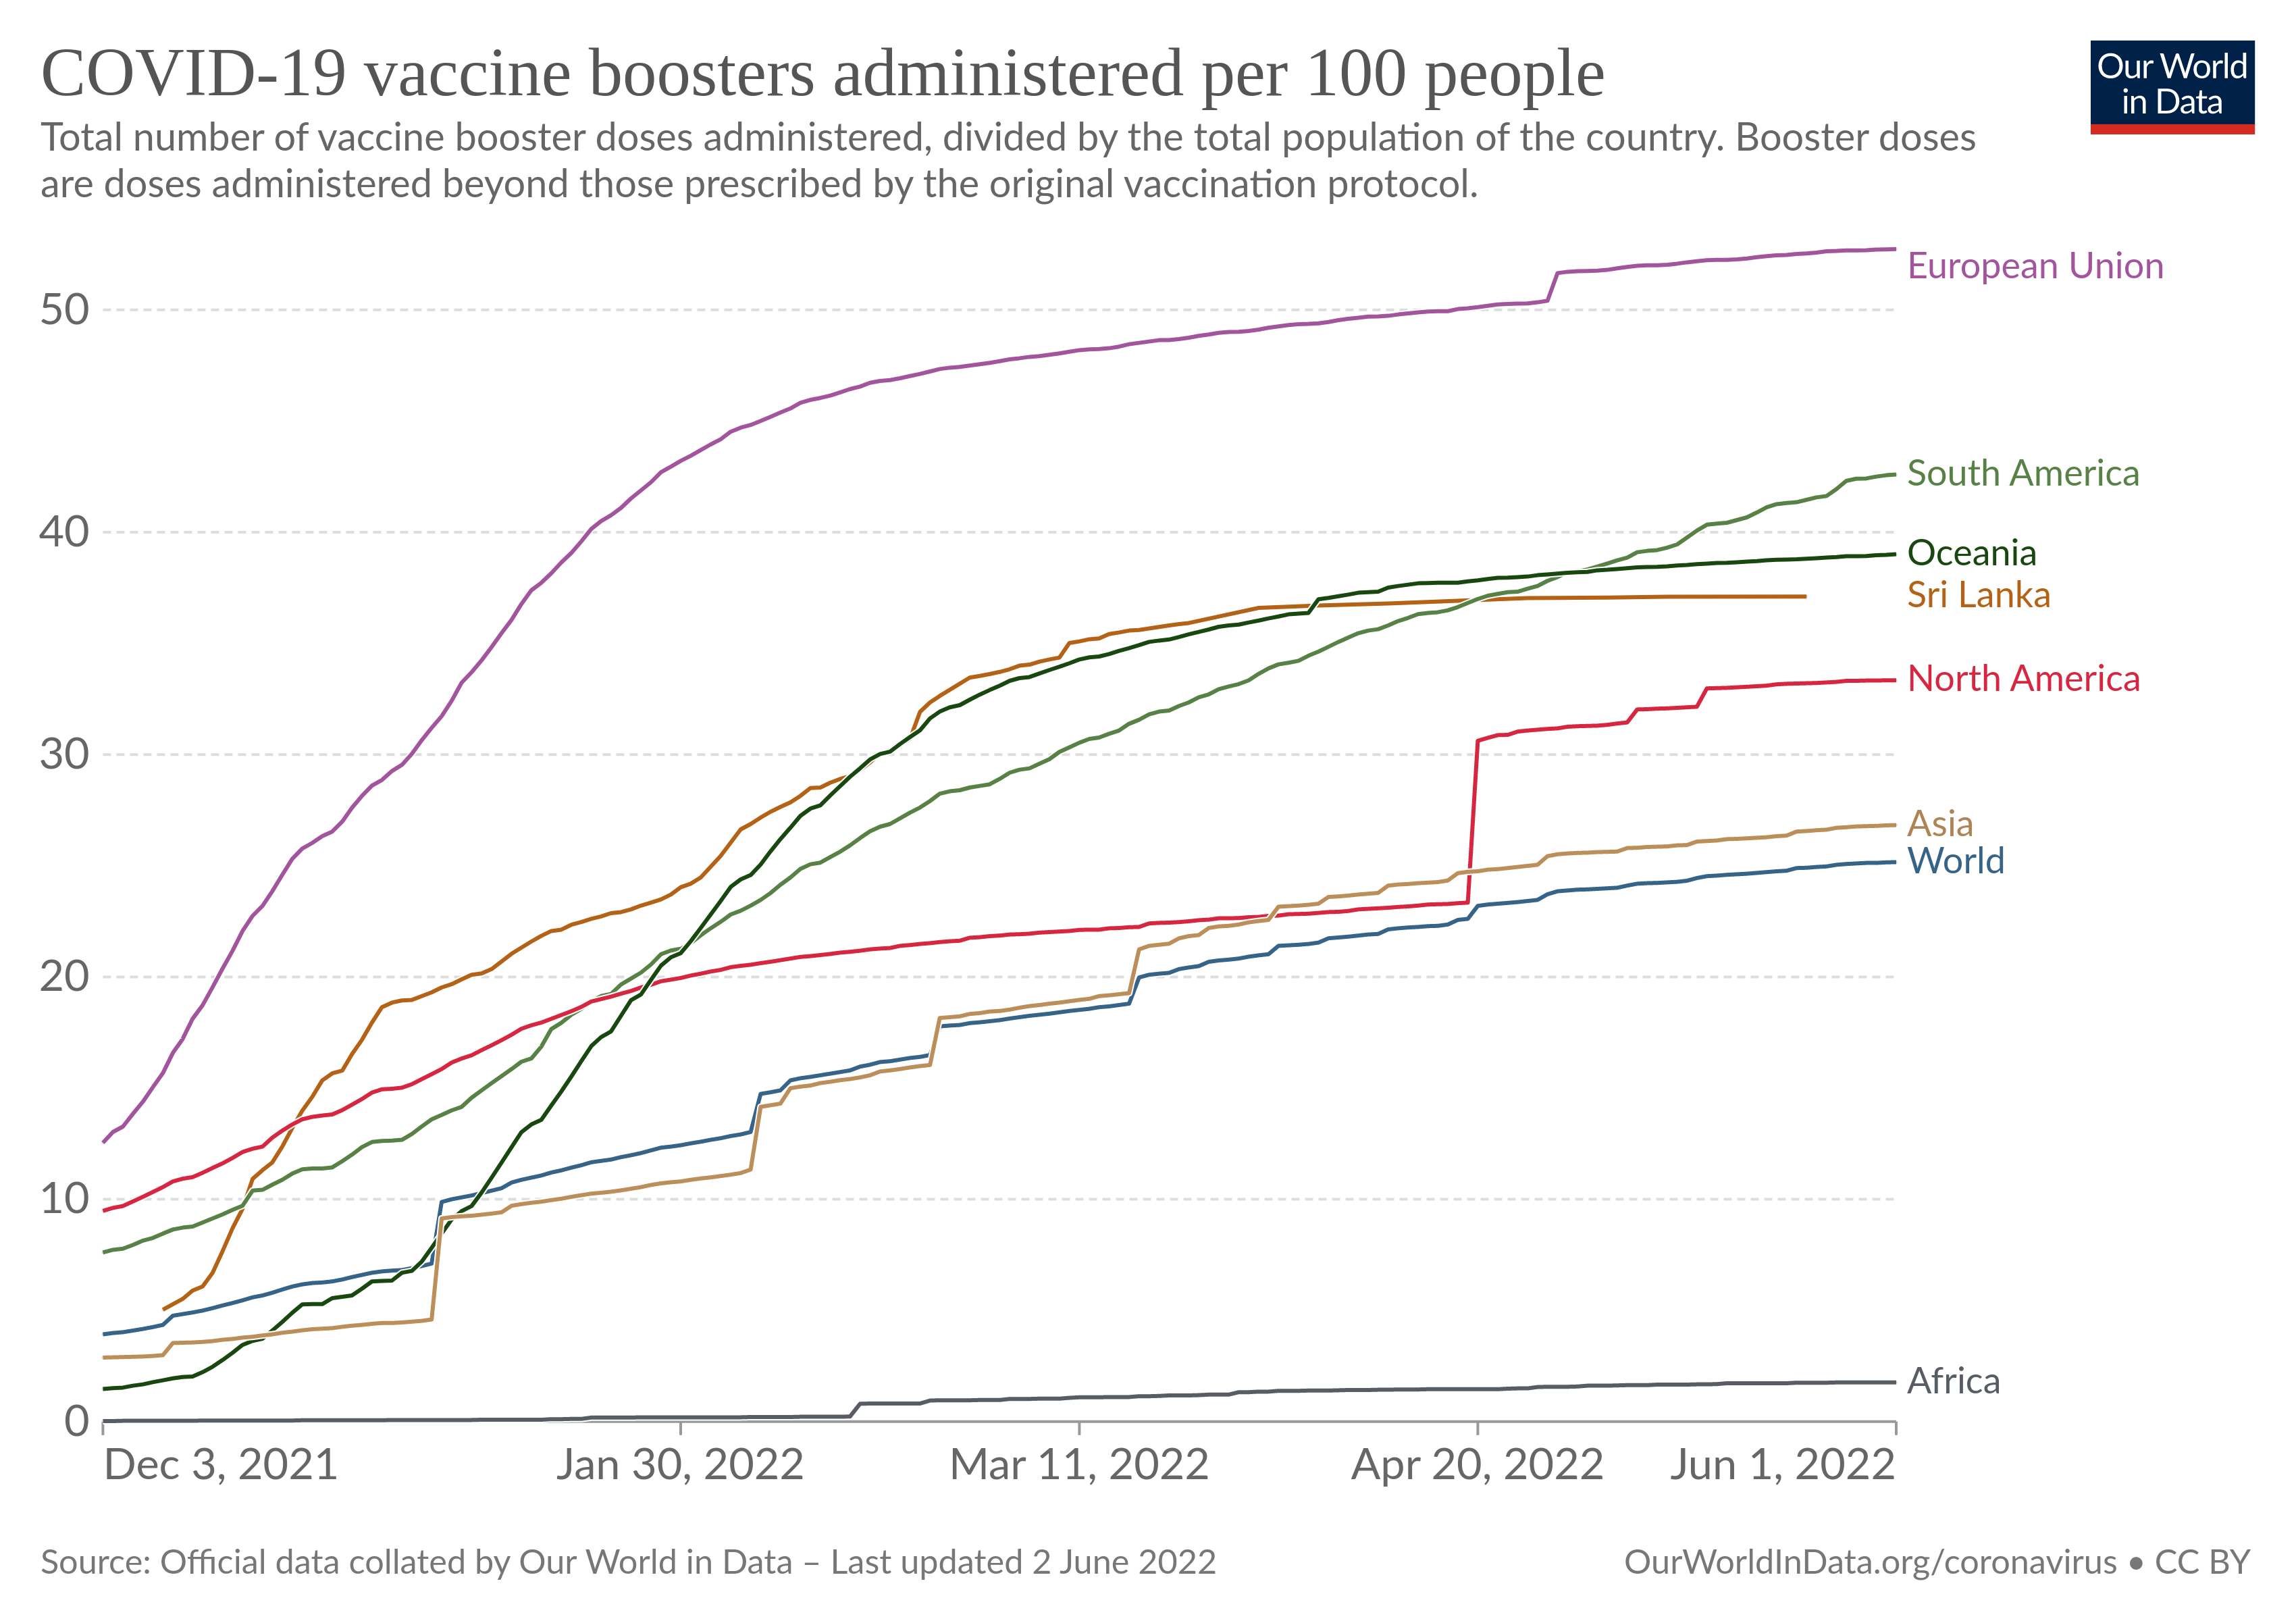 COVID-19 vaccine boosters administered per 100 people
Our World
in Data
Total number of vaccine booster doses administered, divided by the total population of the country. Booster doses
are doses administered beyond those prescribed by the original vaccination protocol.
European Union
50
South America
40
Oceania
Sri Lanka
North America
30
Asia
World
20
10
Africa
0
Dec 3, 2021
Jan 30, 2022
Mar 11, 2022
Apr 20, 2022
Jun 1, 2022
Source: Official data collated by Our World in Data – Last updated 2 June 2022
OurWorldInData.org/coronavirus • CC BY